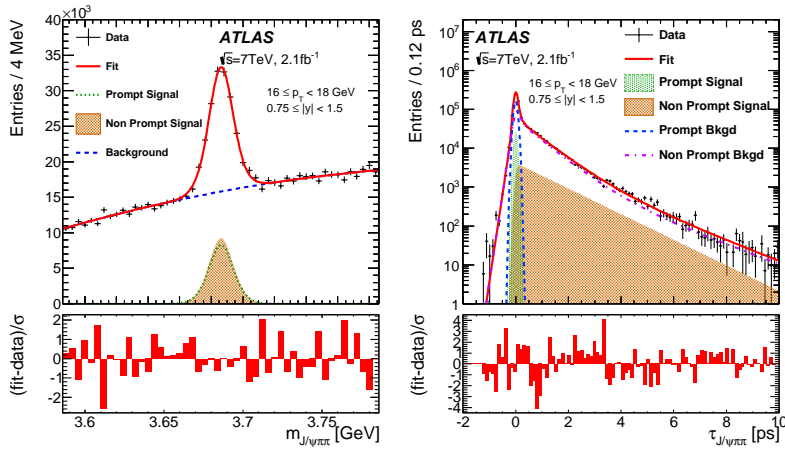 ×10³
40
35
30
25
20
15
10
5
0
Entries / 4 MeV
ATLAS
√s=7TeV, 2.1fb⁻¹
16 ≤ p_T < 18 GeV
0.75 ≤ |y| < 1.5
Data
Fit
Prompt Signal
Non Prompt Signal
Background
2
1
0
-1
-2
(fit-data)/σ
3.6
3.65
3.7
3.75
m_J/ψππ [GeV]
10⁷
10⁶
10⁵
10⁴
10³
10²
10
1
Entries / 0.12 ps
ATLAS
√s=7TeV, 2.1fb⁻¹
16 ≤ p_T < 18 GeV
0.75 ≤ |y| < 1.5
Data
Fit
Prompt Signal
Non Prompt Signal
Prompt Bkgd
Non Prompt Bkgd
4
3
2
1
0
-1
-2
-3
-4
(fit-data)/σ
-2
0
2
4
6
8
10
τ_J/ψππ [ps]